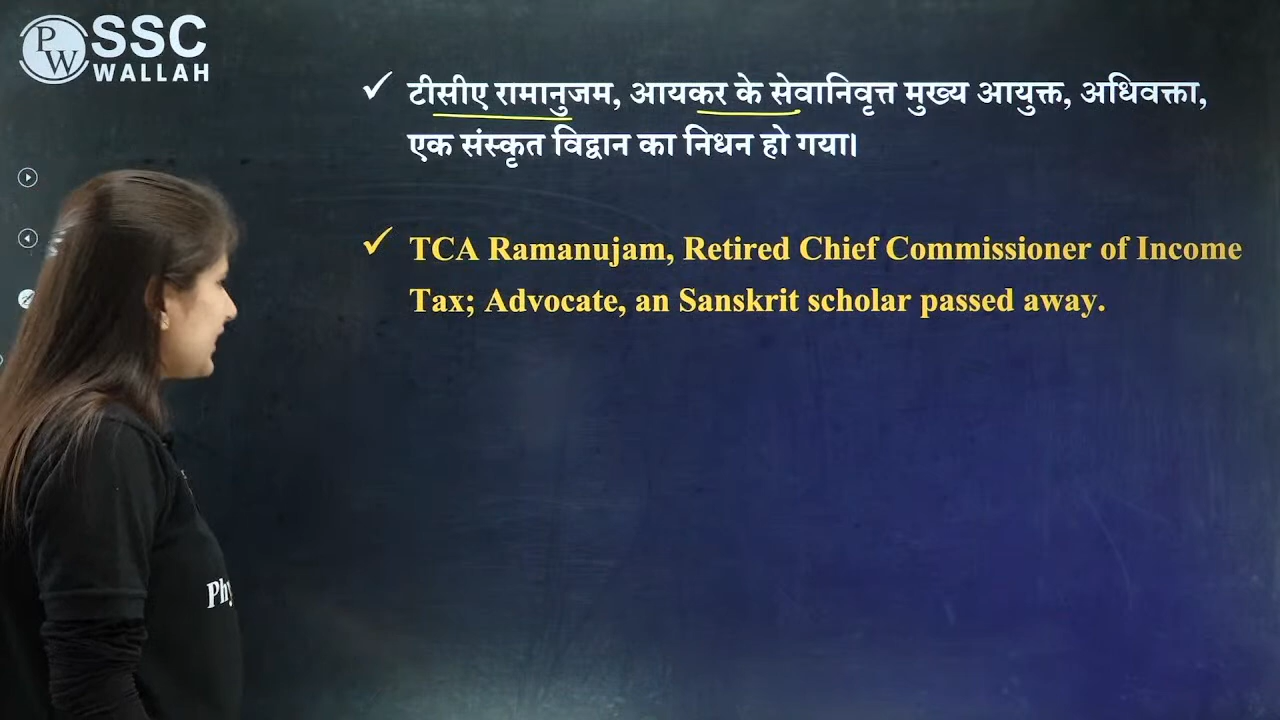 PW SSC
WALLAH
✓ टीसीए रामानुजम, आयकर के सेवानिवृत्त मुख्य आयुक्त, अधिवक्ता,
एक संस्कृत विद्वान का निधन हो गया।
✓ TCA Ramanujam, Retired Chief Commissioner of Income
Tax; Advocate, an Sanskrit scholar passed away.